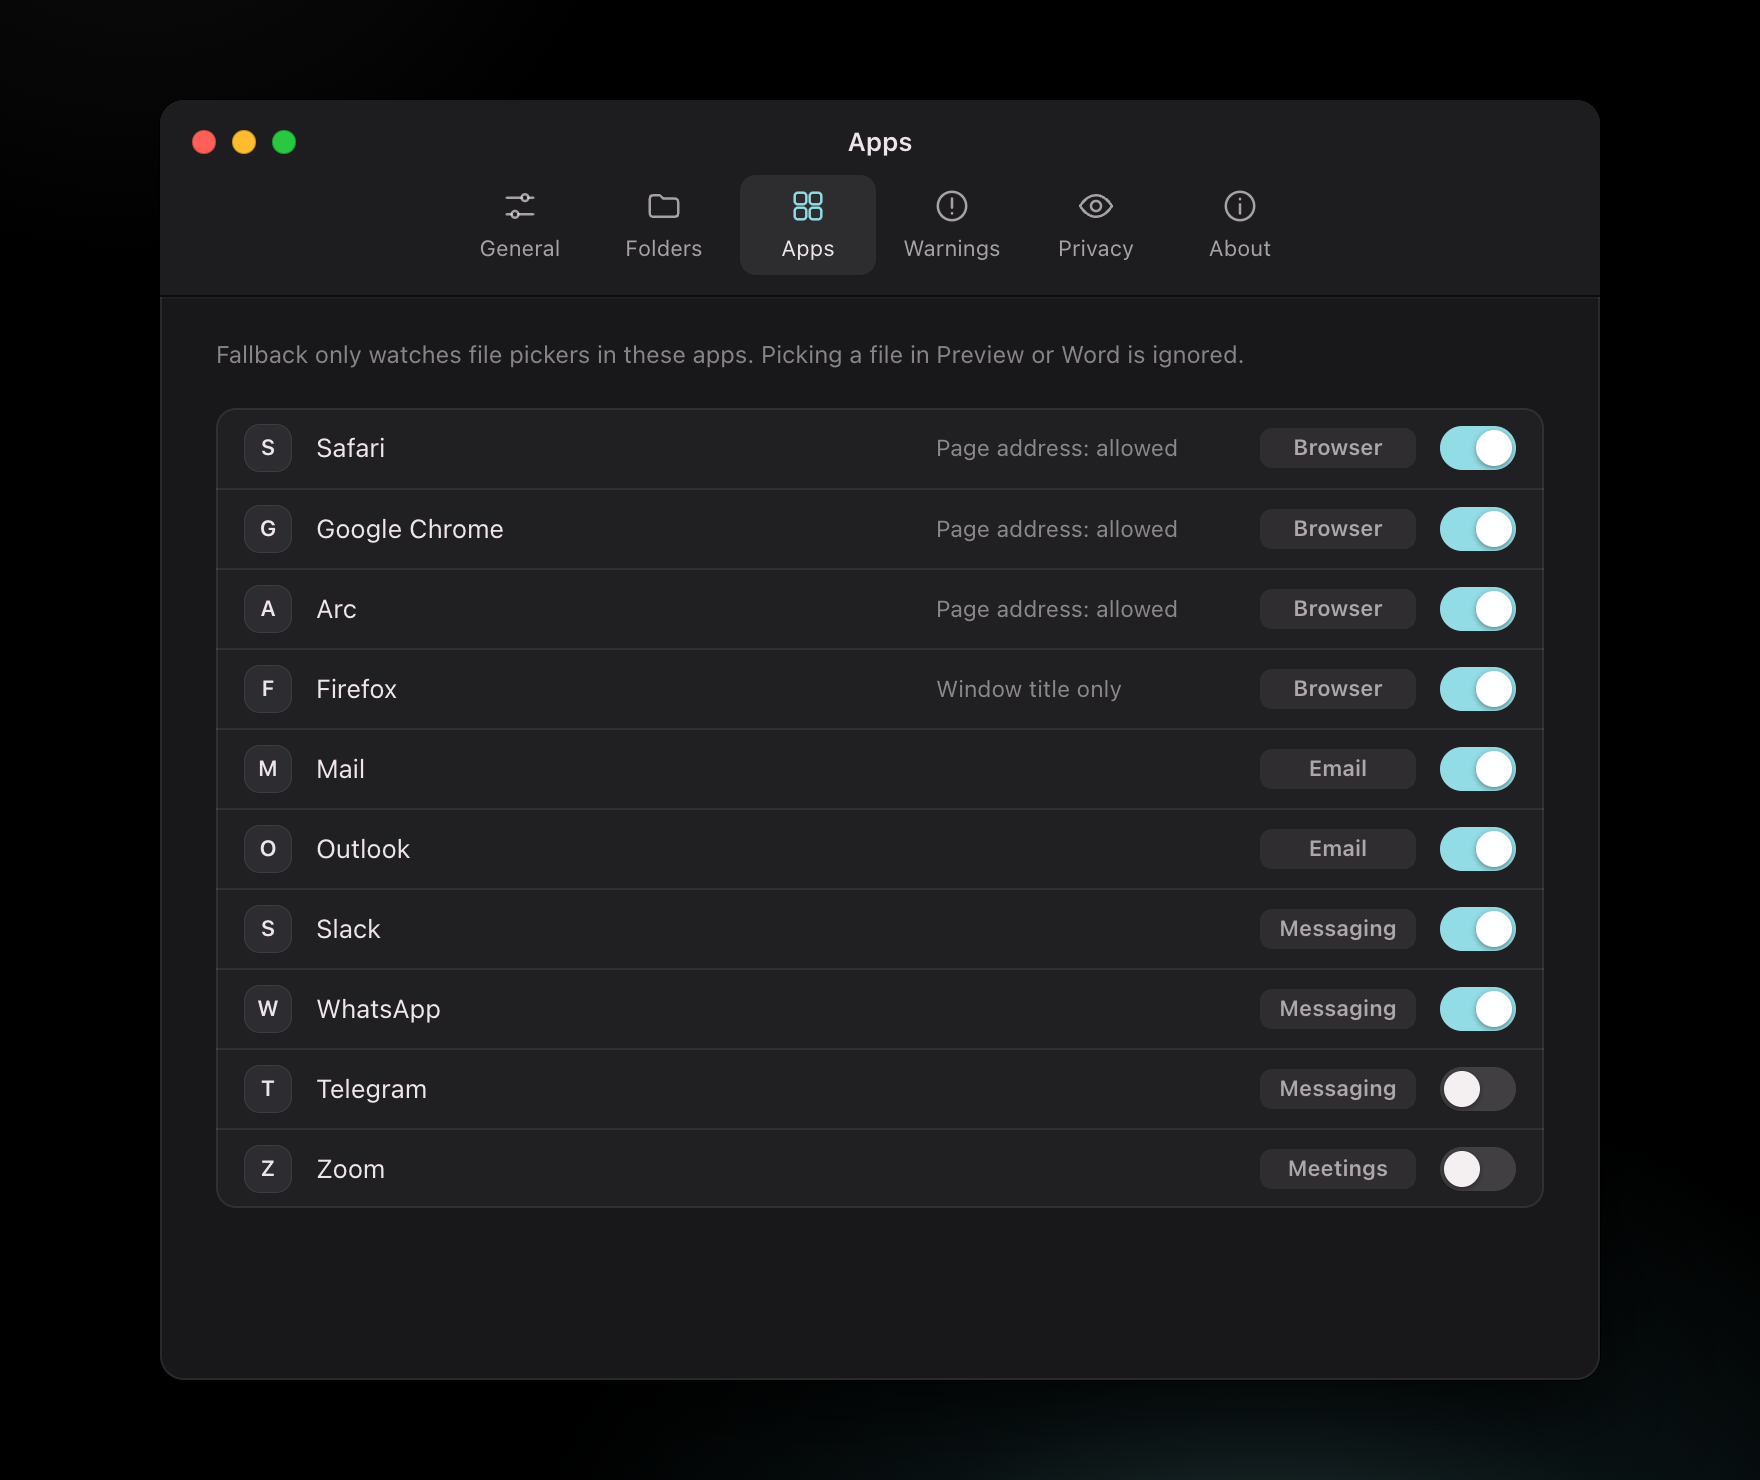 Apps
General Folders Apps Warnings Privacy About
Fallback only watches file pickers in these apps. Picking a file in Preview or Word is ignored.
S Safari Page address: allowed Browser
G Google Chrome Page address: allowed Browser
A Arc Page address: allowed Browser
F Firefox Window title only Browser
M Mail Email
O Outlook Email
S Slack Messaging
W WhatsApp Messaging
T Telegram Messaging
Z Zoom Meetings